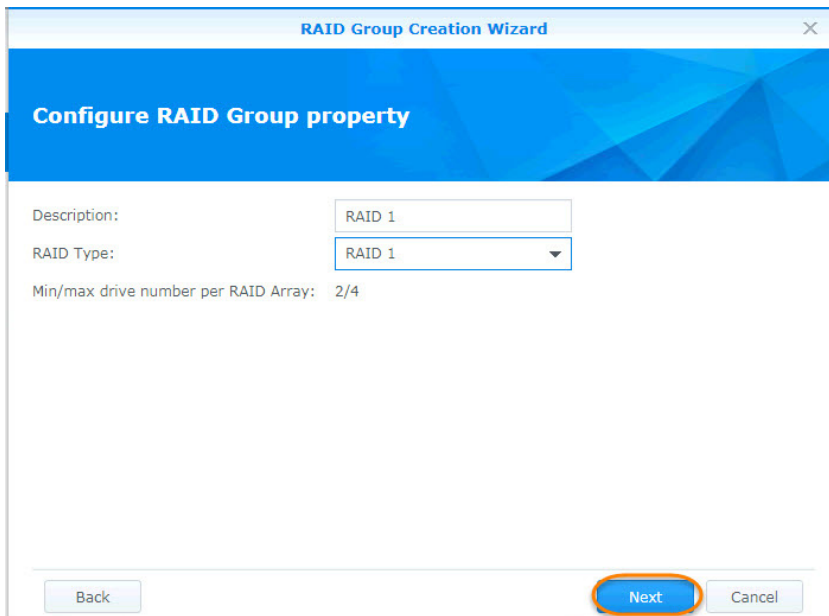 RAID Group Creation Wizard
Configure RAID Group property
Description: RAID 1
RAID Type: RAID 1
Min/max drive number per RAID Array: 2/4
Back Next Cancel